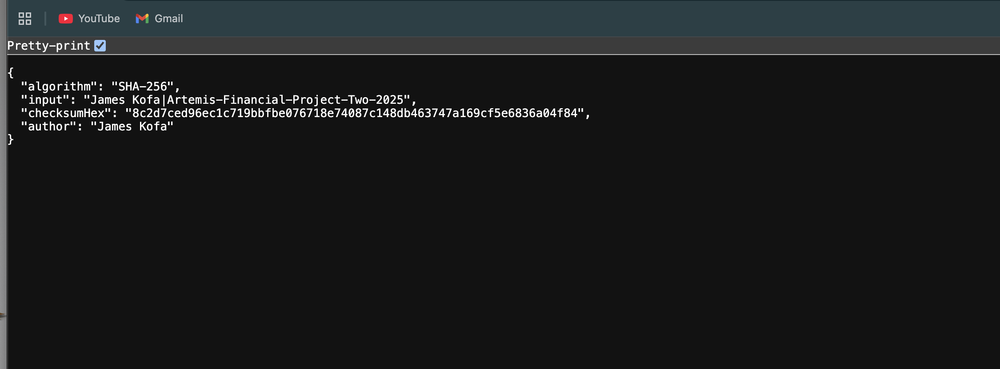 YouTube Gmail
Pretty-print
{
  "algorithm": "SHA-256",
  "input": "James Kofa|Artemis-Financial-Project-Two-2025",
  "checksumHex": "8c2d7ced96ec1c719bbfbe076718e74087c148db463747a169cf5e6836a04f84",
  "author": "James Kofa"
}